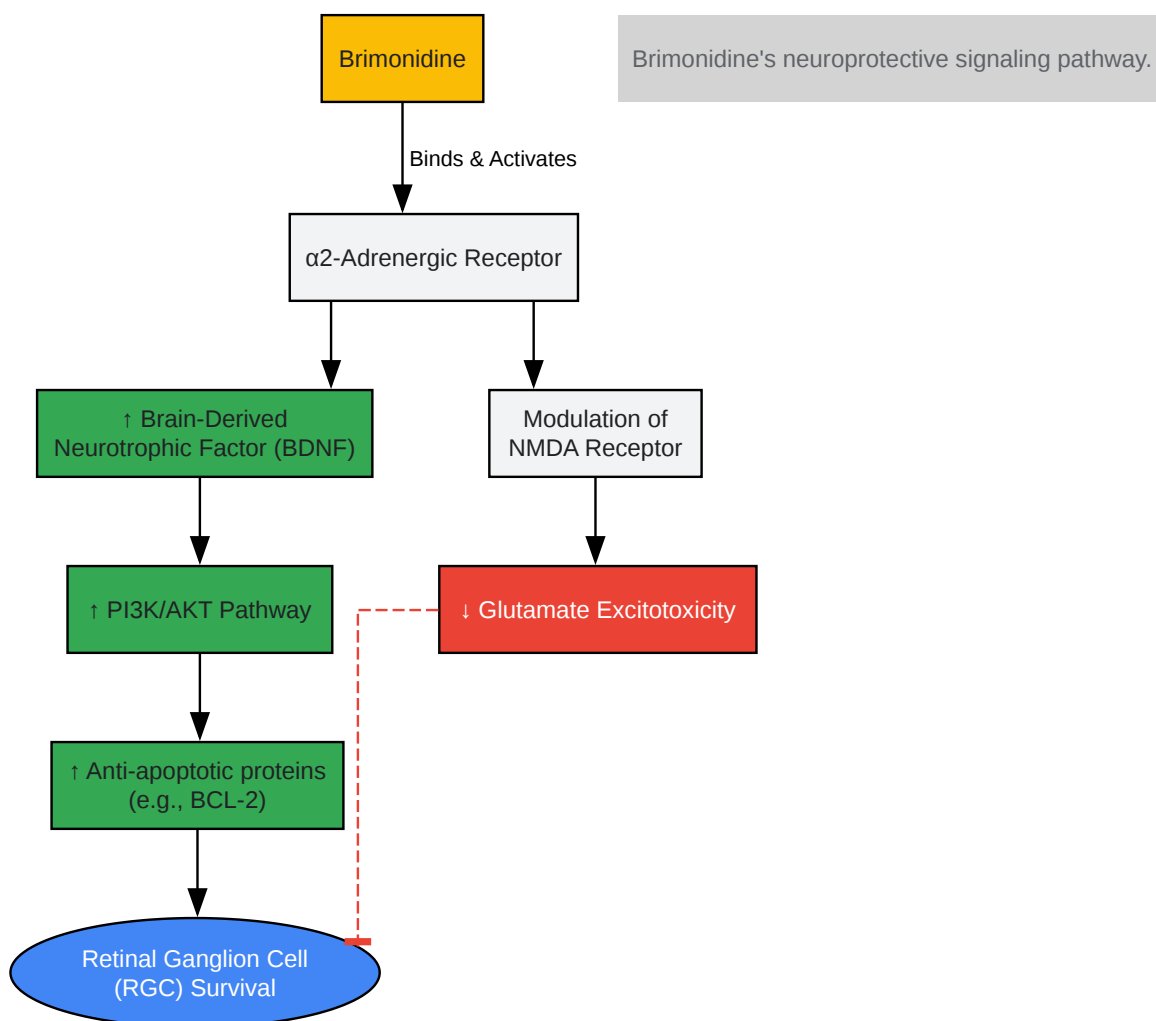 Brimonidine
Brimonidine's neuroprotective signaling pathway.
Binds & Activates
α2-Adrenergic Receptor
↑ Brain-Derived
Neurotrophic Factor (BDNF)
Modulation of
NMDA Receptor
↑ PI3K/AKT Pathway
↓ Glutamate Excitotoxicity
↑ Anti-apoptotic proteins
(e.g., BCL-2)
Retinal Ganglion Cell
(RGC) Survival